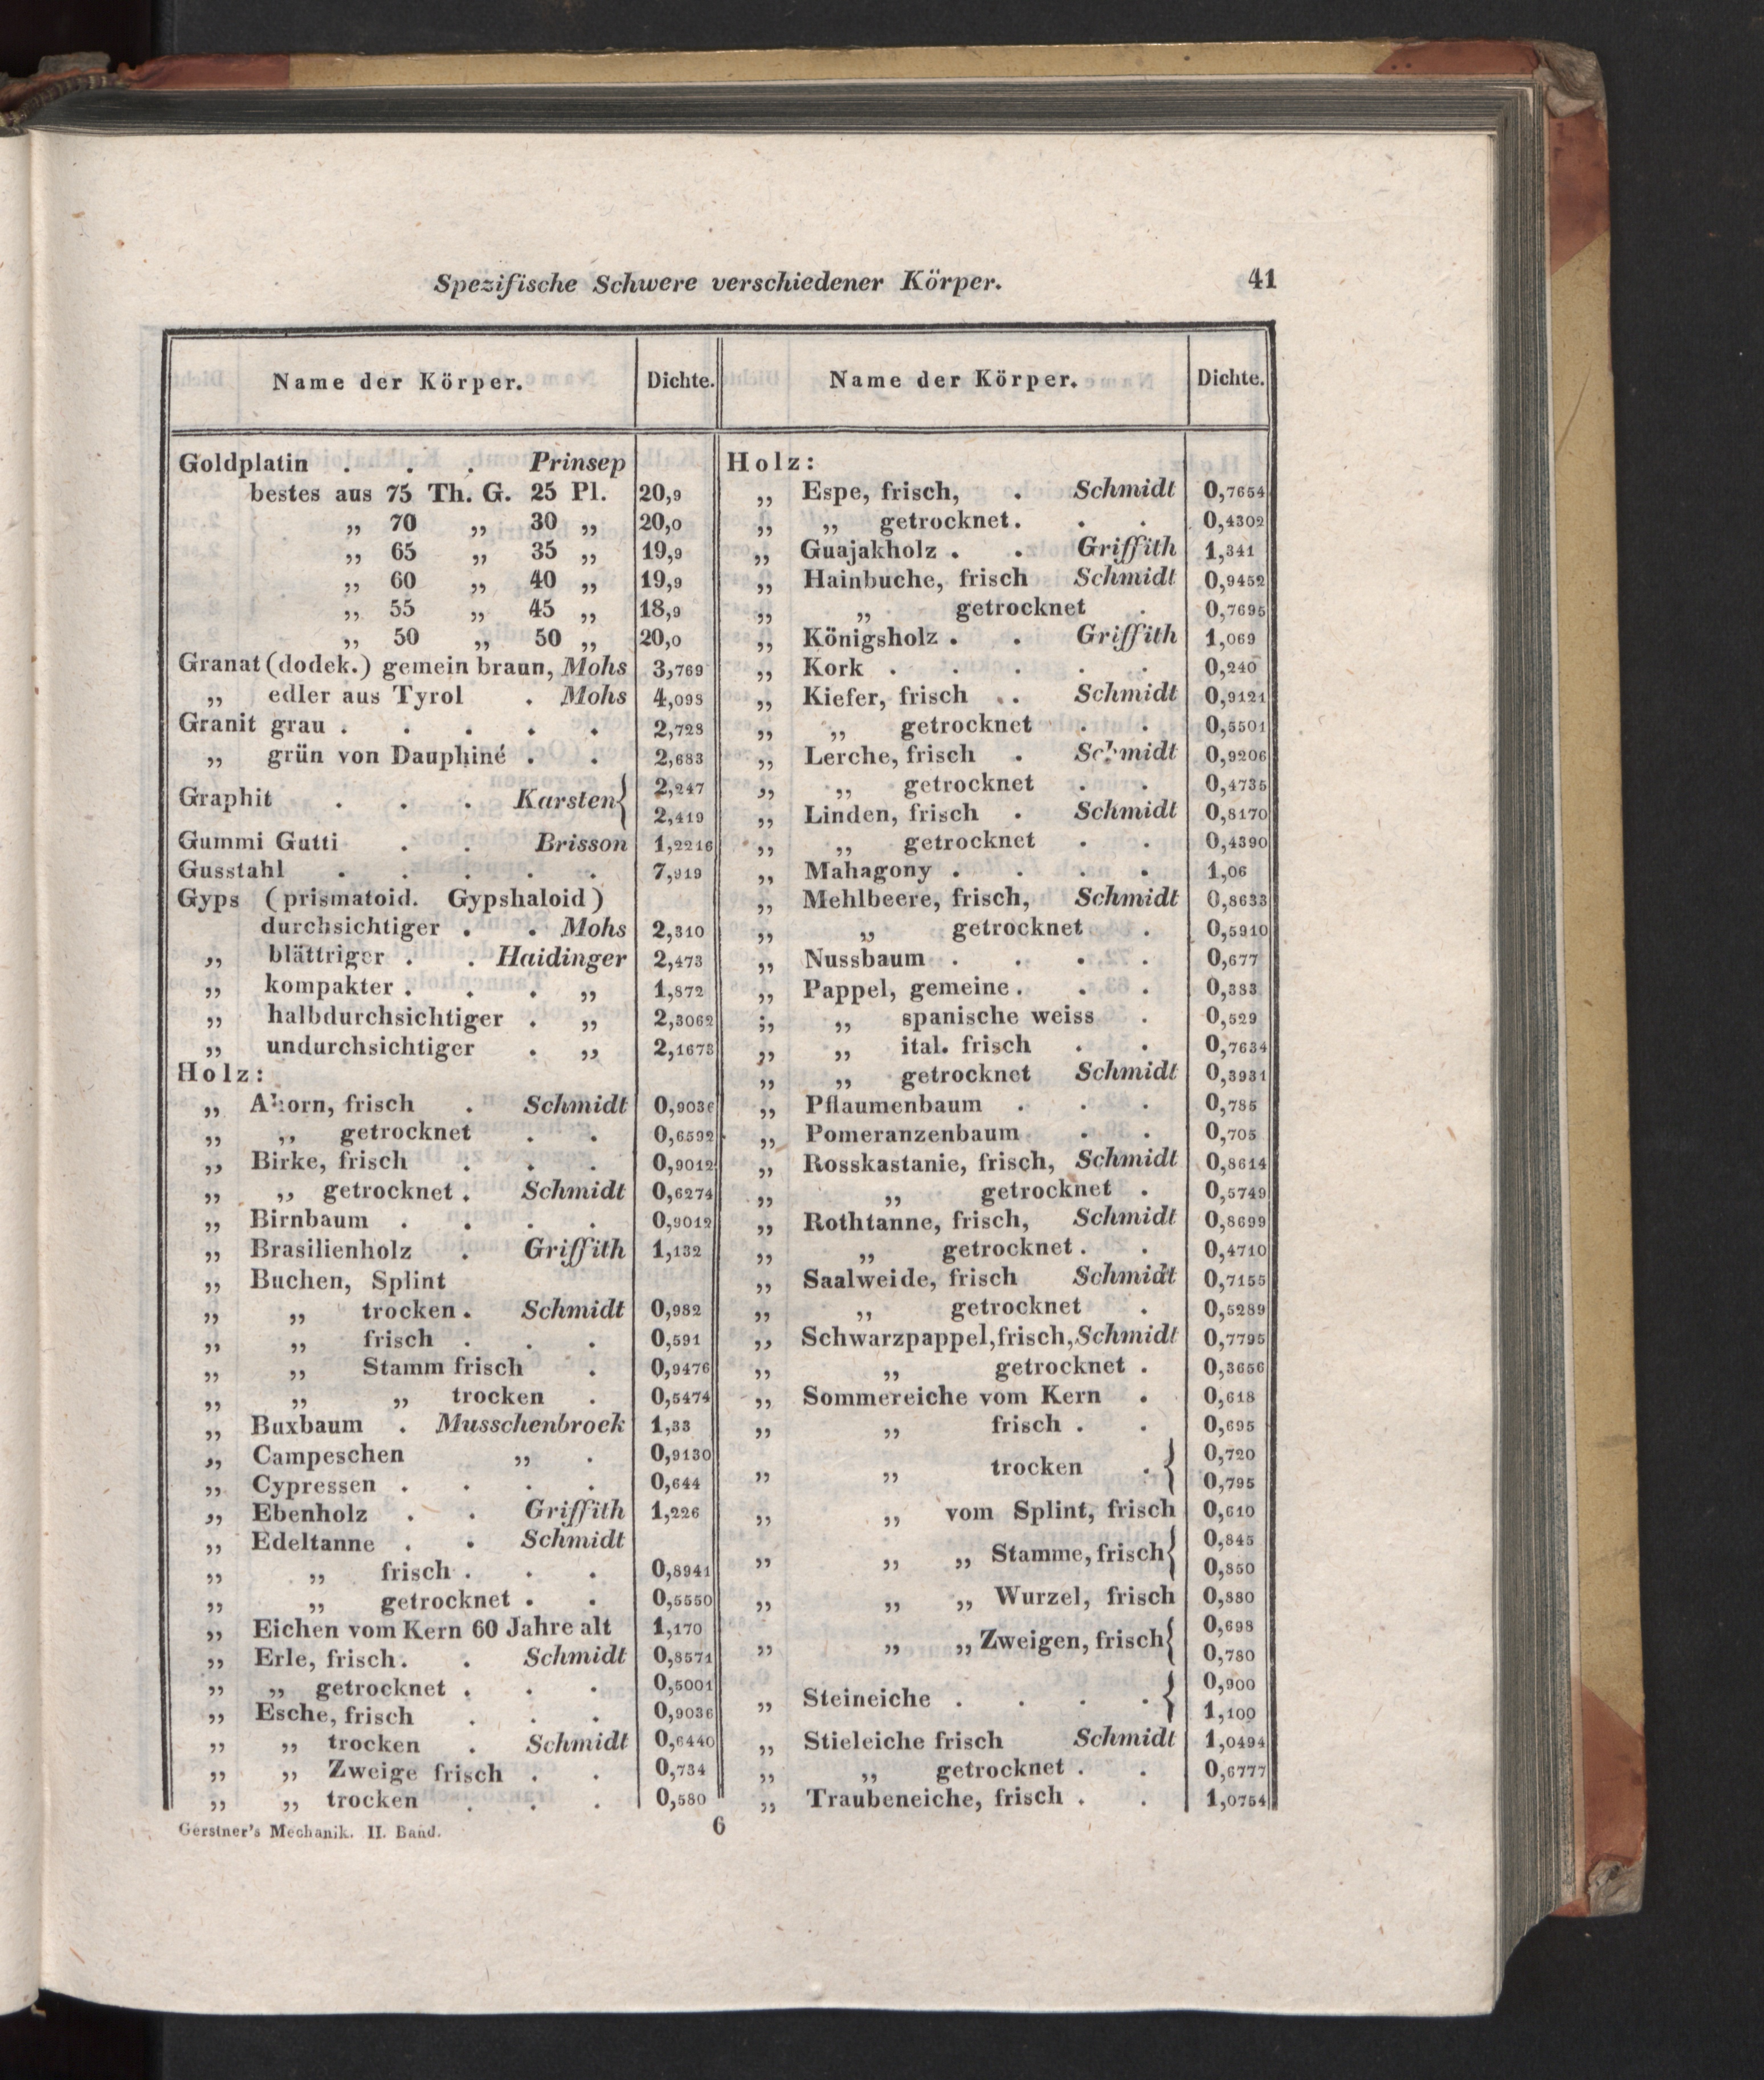 Spezifische Schwere verschiedener Körper. 41
Name der Körper. Dichte.
Goldplatin . . . Prinsep
bestes aus 75 Th. G. 25 Pl. 20,9
„ 70 „ 30 „ 20,0
„ 65 „ 35 „ 19,9
„ 60 „ 40 „ 19,9
„ 55 „ 45 „ 18,9
„ 50 „ 50 „ 20,0
Granat (dodek.) gemein braun, Mohs 3,769
„ edler aus Tyrol . Mohs 4,098
Granit grau . . . . . 2,728
„ grün von Dauphiné . . 2,683
Graphit . . . Karsten { 2,247
2,419
Gummi Gutti . . Brisson 1,2216
Gusstahl . . . . . 7,919
Gyps (prismatoid. Gypshaloid)
durchsichtiger . . Mohs 2,310
„ blättriger . . Haidinger 2,473
„ kompakter . . . „ 1,872
„ halbdurchsichtiger . „ 2,3062
„ undurchsichtiger . „ 2,1673
Holz:
„ Ahorn, frisch . Schmidt 0,9036
„ „ getrocknet . . 0,6592
„ Birke, frisch . . . 0,9012
„ „ getrocknet . Schmidt 0,6274
„ Birnbaum . . . . 0,9012
„ Brasilienholz . Griffith 1,132
„ Buchen, Splint
„ „ trocken . Schmidt 0,982
„ „ frisch . . . 0,591
„ „ Stamm frisch . 0,9476
„ „ „ trocken . 0,5474
„ Buxbaum . Musschenbroek 1,33
„ Campeschen „ . 0,9130
„ Cypressen . . . . 0,644
„ Ebenholz . . Griffith 1,226
„ Edeltanne . . Schmidt
„ „ frisch . . . 0,8941
„ „ getrocknet . . 0,5550
„ Eichen vom Kern 60 Jahre alt 1,170
„ Erle, frisch . . Schmidt 0,8571
„ „ getrocknet . . . 0,5001
„ Esche, frisch . . . 0,9036
„ „ trocken . Schmidt 0,6440
„ „ Zweige frisch . . 0,734
„ „ trocken . . . 0,580
Name der Körper. Dichte.
Holz:
„ Espe, frisch, . Schmidt 0,7654
„ „ getrocknet . . . 0,4302
„ Guajakholz . . Griffith 1,341
„ Hainbuche, frisch Schmidt 0,9452
„ „ getrocknet . 0,7695
„ Königsholz . . Griffith 1,069
„ Kork . . . . . 0,240
„ Kiefer, frisch . . Schmidt 0,9121
„ „ getrocknet . . 0,5501
„ Lerche, frisch . Schmidt 0,9206
„ „ getrocknet . . 0,4735
„ Linden, frisch . Schmidt 0,8170
„ „ getrocknet . . 0,4390
„ Mahagony . . . . 1,06
„ Mehlbeere, frisch, Schmidt 0,8633
„ „ getrocknet . 0,5910
„ Nussbaum . . . . 0,677
„ Pappel, gemeine . . . 0,383
„ „ spanische weiss . 0,529
„ „ ital. frisch . . 0,7634
„ „ getrocknet Schmidt 0,3931
„ Pflaumenbaum . . . 0,785
„ Pomeranzenbaum . . 0,705
„ Rosskastanie, frisch, Schmidt 0,8614
„ „ getrocknet . 0,5749
„ Rothtanne, frisch, Schmidt 0,8699
„ „ getrocknet . . 0,4710
„ Saalweide, frisch Schmidt 0,7155
„ „ getrocknet . 0,5289
„ Schwarzpappel, frisch, Schmidt 0,7795
„ „ getrocknet . 0,3656
„ Sommereiche vom Kern . 0,618
„ „ frisch . . 0,695
„ „ trocken . { 0,720
0,795
„ „ vom Splint, frisch 0,610
„ „ „ Stamme, frisch { 0,845
0,850
„ „ „ Wurzel, frisch 0,880
„ „ „ Zweigen, frisch { 0,698
0,780
„ Steineiche . . . . { 0,900
1,100
„ Stieleiche frisch Schmidt 1,0494
„ „ getrocknet . . 0,6777
„ Traubeneiche, frisch . . 1,0754
Gerstner's Mechanik. II. Band. 6